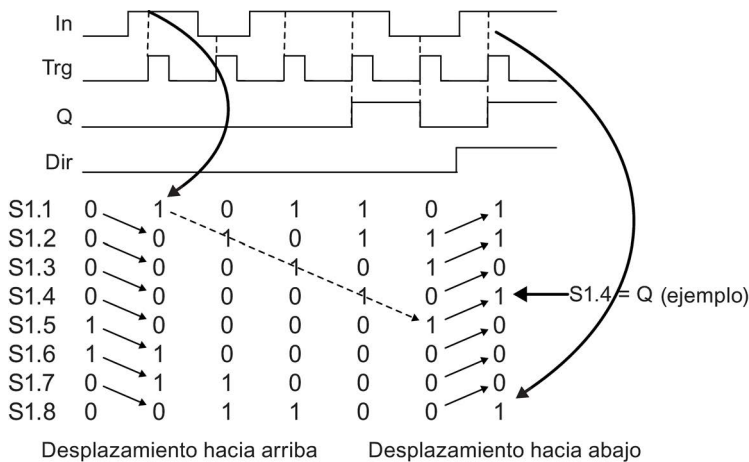 In
Trg
Q
Dir
S1.1 0 1 0 1 1 0 1
S1.2 0 0 1 0 1 1 1
S1.3 0 0 0 1 0 1 0
S1.4 0 0 0 0 1 0 1 S1.4 = Q (ejemplo)
S1.5 1 0 0 0 0 1 0
S1.6 1 1 0 0 0 0 0
S1.7 0 1 1 0 0 0 0
S1.8 0 0 1 1 0 0 1
Desplazamiento hacia arriba Desplazamiento hacia abajo